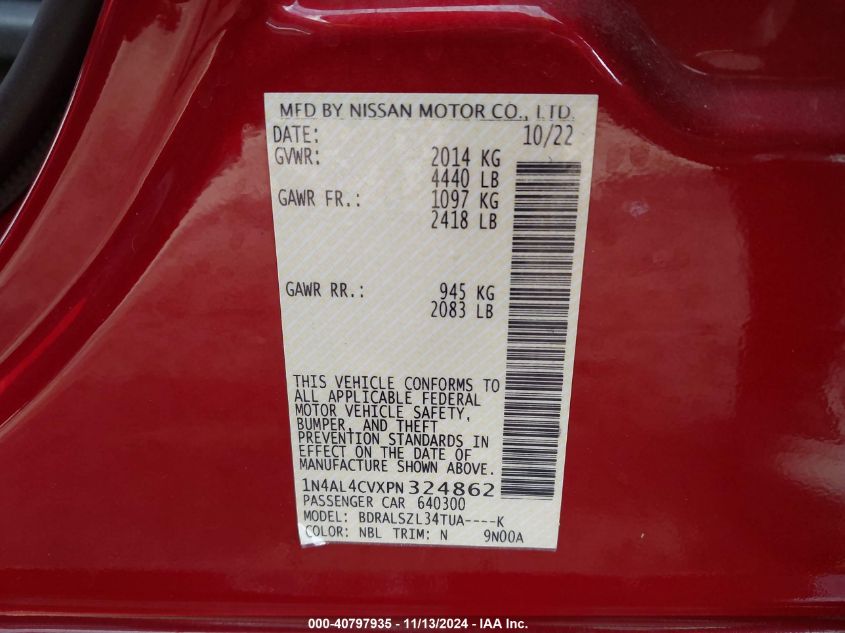 MFD BY NISSAN MOTOR CO., LTD.
DATE: 10/22
GVWR: 2014 KG
4440 LB
GAWR FR.: 1097 KG
2418 LB
GAWR RR.: 945 KG
2083 LB
THIS VEHICLE CONFORMS TO
ALL APPLICABLE FEDERAL
MOTOR VEHICLE SAFETY,
BUMPER, AND THEFT
PREVENTION STANDARDS IN
EFFECT ON THE DATE OF
MANUFACTURE SHOWN ABOVE.
1N4AL4CVXPN324862
PASSENGER CAR 640300
MODEL: BDRALSZL34TUA----K
COLOR: NBL TRIM: N 9N00A
000-40797935 - 11/13/2024 - IAA Inc.